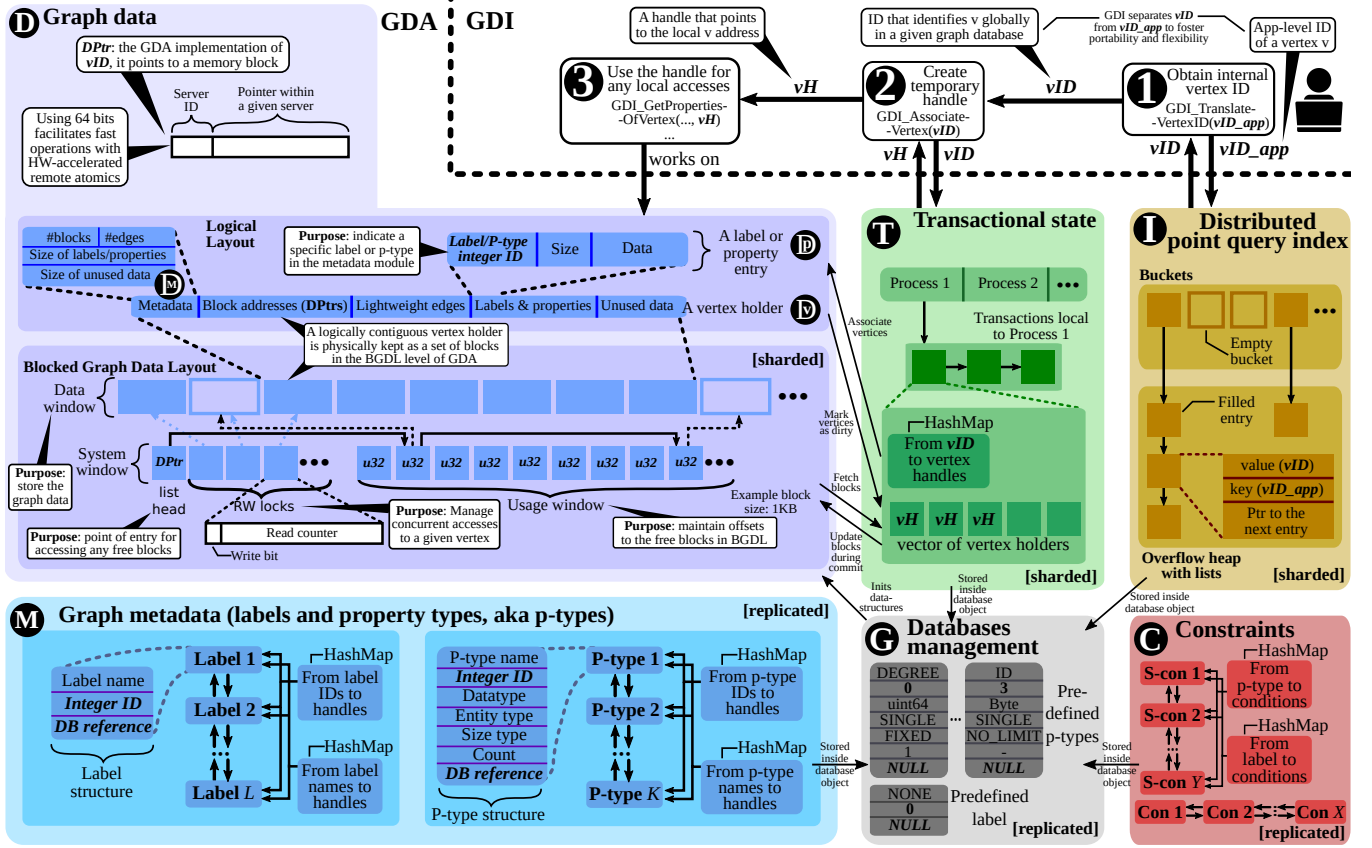 D Graph data
GDA
GDI
DPtr: the GDA implementation of
vID, it points to a memory block
Server
ID
Pointer within
a given server
Using 64 bits
facilitates fast
operations with
HW-accelerated
remote atomics
A handle that points
to the local v address
ID that identifies v globally
in a given graph database
GDI separates vID
from vID_app to foster
portability and flexibility
App-level ID
of a vertex v
3
Use the handle for
any local accesses
GDI_GetProperties-
-OfVertex(..., vH)
...
vH
2
Create
temporary
handle
GDI_Associate-
-Vertex(vID)
vID
1
Obtain internal
vertex ID
GDI_Translate-
-VertexID(vID_app)
works on
vH
vID
vID
vID_app
Logical
Layout
#blocks
#edges
Size of labels/properties
Size of unused data
DM
Purpose: indicate a
specific label or p-type
in the metadata module
Label/P-type
integer ID
Size
Data
A label or
property
entry
DP
Metadata
Block addresses (DPtrs)
Lightweight edges
Labels & properties
Unused data
A vertex holder
DV
A logically contiguous vertex holder
is physically kept as a set of blocks
in the BGDL level of GDA
[sharded]
Blocked Graph Data Layout
Data
window
System
window
DPtr
u32
u32
u32
u32
u32
u32
u32
u32
u32
Purpose:
store the
graph data
list
head
RW locks
Usage window
Example block
size: 1KB
Purpose: point of entry for
accessing any free blocks
Read counter
Write bit
Purpose: Manage
concurrent accesses
to a given vertex
Purpose: maintain offsets
to the free blocks in BGDL
Associate
vertices
Mark
vertices
as dirty
Fetch
blocks
Update
blocks
during
commit
Inits
data-
structures
T Transactional state
Process 1
Process 2
Transactions local
to Process 1
HashMap
From vID
to vertex
handles
vH
vH
vH
vector of vertex holders
[sharded]
Stored
inside
database
object
I Distributed
point query index
Buckets
Empty
bucket
Filled
entry
value (vID)
key (vID_app)
Ptr to the
next entry
Overflow heap
with lists
[sharded]
Stored inside
database object
M Graph metadata (labels and property types, aka p-types)
[replicated]
Label name
Integer ID
DB reference
Label
structure
Label 1
Label 2
Label L
HashMap
From label
IDs to
handles
HashMap
From label
names to
handles
P-type name
Integer ID
Datatype
Entity type
Size type
Count
DB reference
P-type structure
P-type 1
P-type 2
P-type K
HashMap
From p-type
IDs to
handles
HashMap
From p-type
names to
handles
Stored
inside
database
object
G Databases
management
DEGREE
0
uint64
SINGLE
FIXED
1
NULL
...
ID
3
Byte
SINGLE
NO_LIMIT
-
NULL
Pre-
defined
p-types
NONE
0
NULL
Predefined
label
[replicated]
Stored
inside
database
object
C Constraints
S-con 1
S-con 2
S-con Y
HashMap
From
p-type to
conditions
HashMap
From
label to
conditions
Con 1
Con 2
Con X
[replicated]